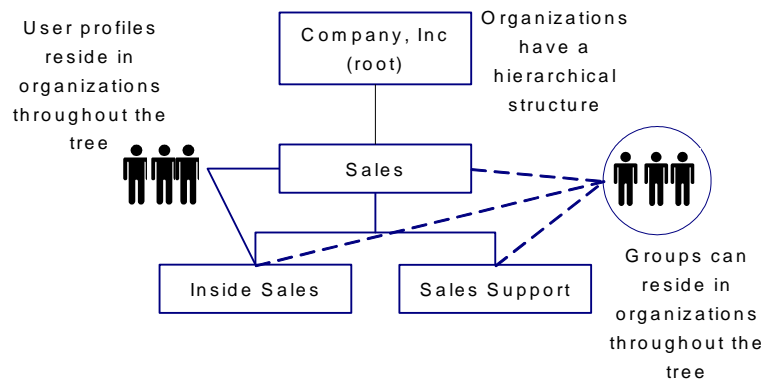 User profiles
reside in
organizations
throughout the
tree
Company, Inc
(root)
Organizations
have a
hierarchical
structure
Sales
Inside Sales
Sales Support
Groups can
reside in
organizations
throughout the
tree